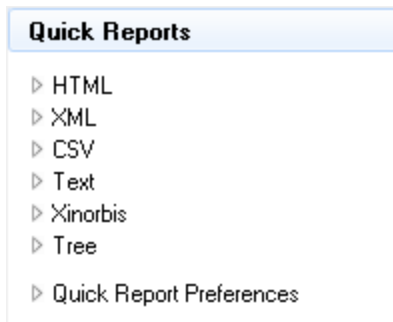 Quick Reports
HTML
XML
CSV
Text
Xinorbis
Tree
Quick Report Preferences